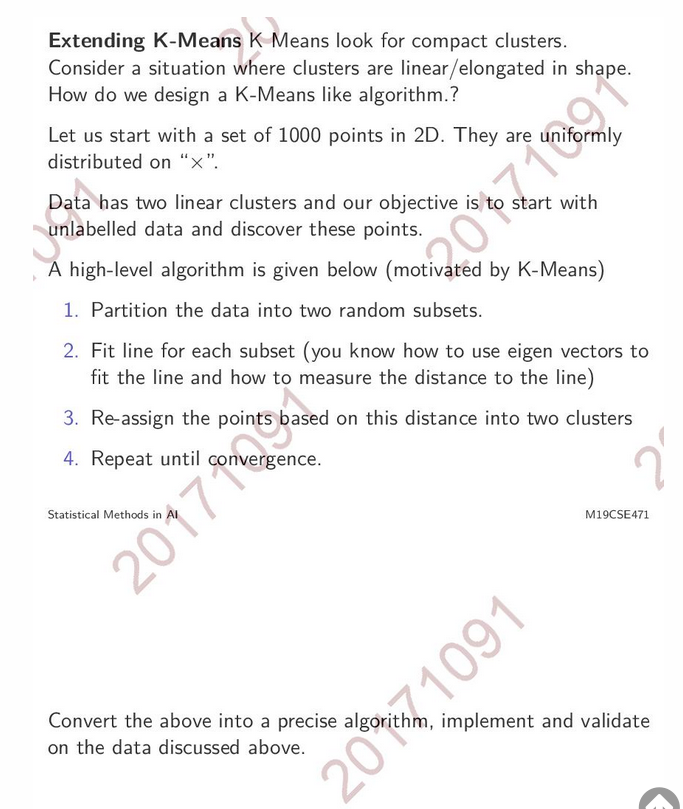 Extending K-Means K Means look for compact clusters.
Consider a situation where clusters are linear/elongated in shape.
How do we design a K-Means like algorithm.?
Let us start with a set of 1000 points in 2D. They are uniformly
distributed on “×”.
Data has two linear clusters and our objective is to start with
unlabelled data and discover these points.
A high-level algorithm is given below (motivated by K-Means)
1. Partition the data into two random subsets.
2. Fit line for each subset (you know how to use eigen vectors to
fit the line and how to measure the distance to the line)
3. Re-assign the points based on this distance into two clusters
4. Repeat until convergence.
Statistical Methods in AI M19CSE471
Convert the above into a precise algorithm, implement and validate
on the data discussed above.
20
20171091
091
20171091
2
20171091